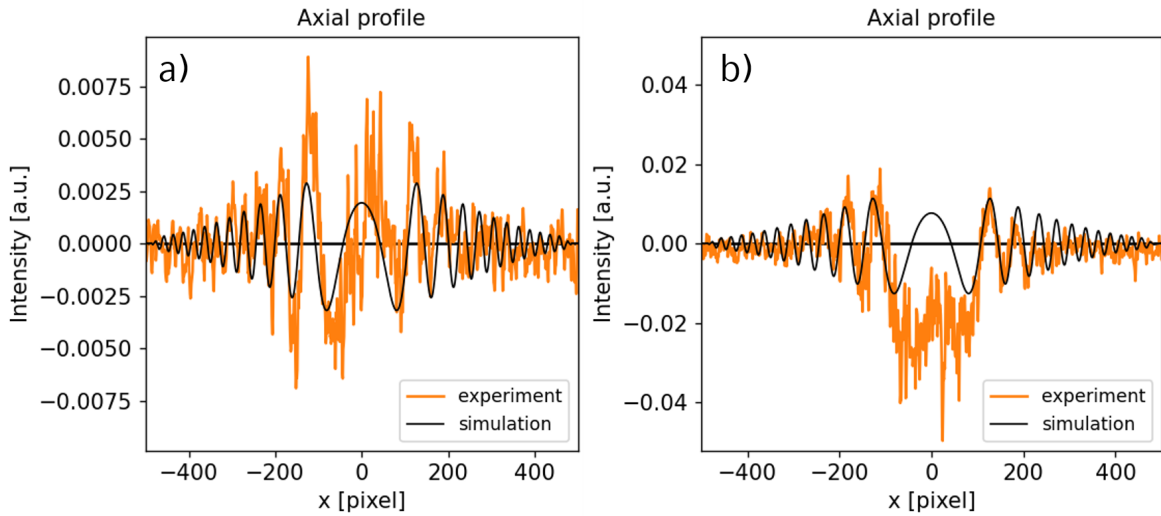 Axial profile
a)
0.0075
0.0050
0.0025
0.0000
−0.0025
−0.0050
−0.0075
Intensity [a.u.]
experiment
simulation
−400 −200 0 200 400
x [pixel]
Axial profile
b)
0.04
0.02
0.00
−0.02
−0.04
Intensity [a.u.]
experiment
simulation
−400 −200 0 200 400
x [pixel]